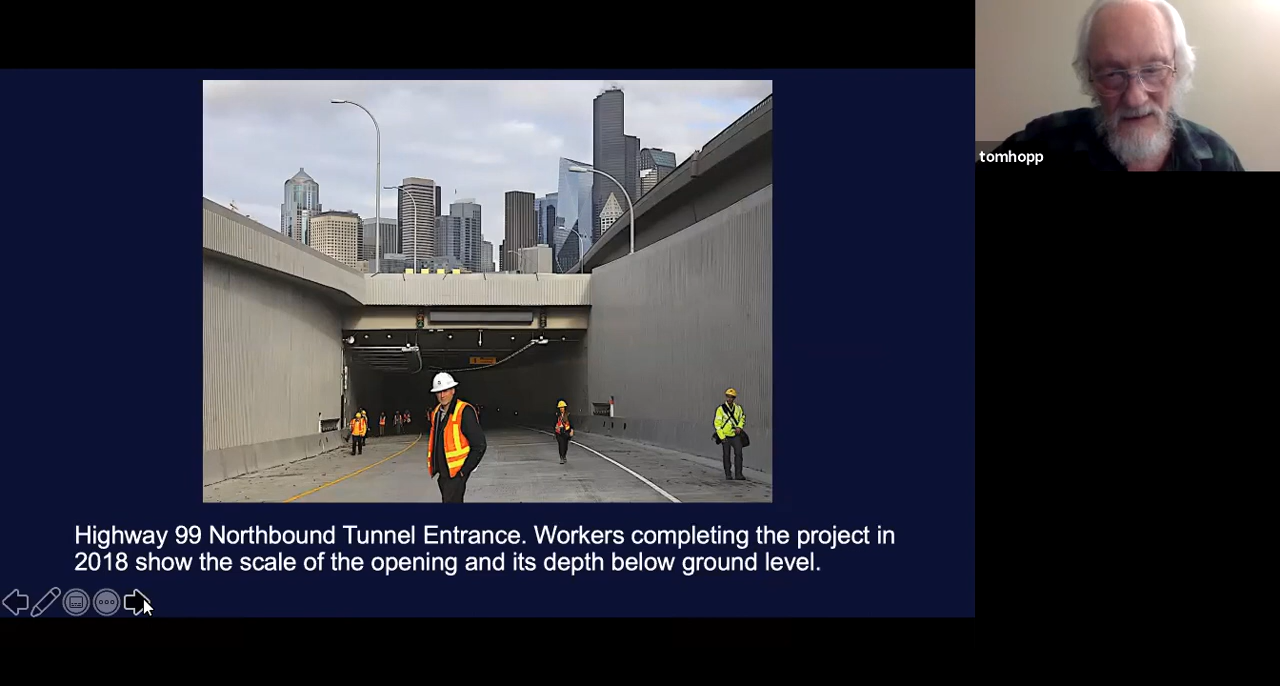 tomhopp
Highway 99 Northbound Tunnel Entrance. Workers completing the project in
2018 show the scale of the opening and its depth below ground level.